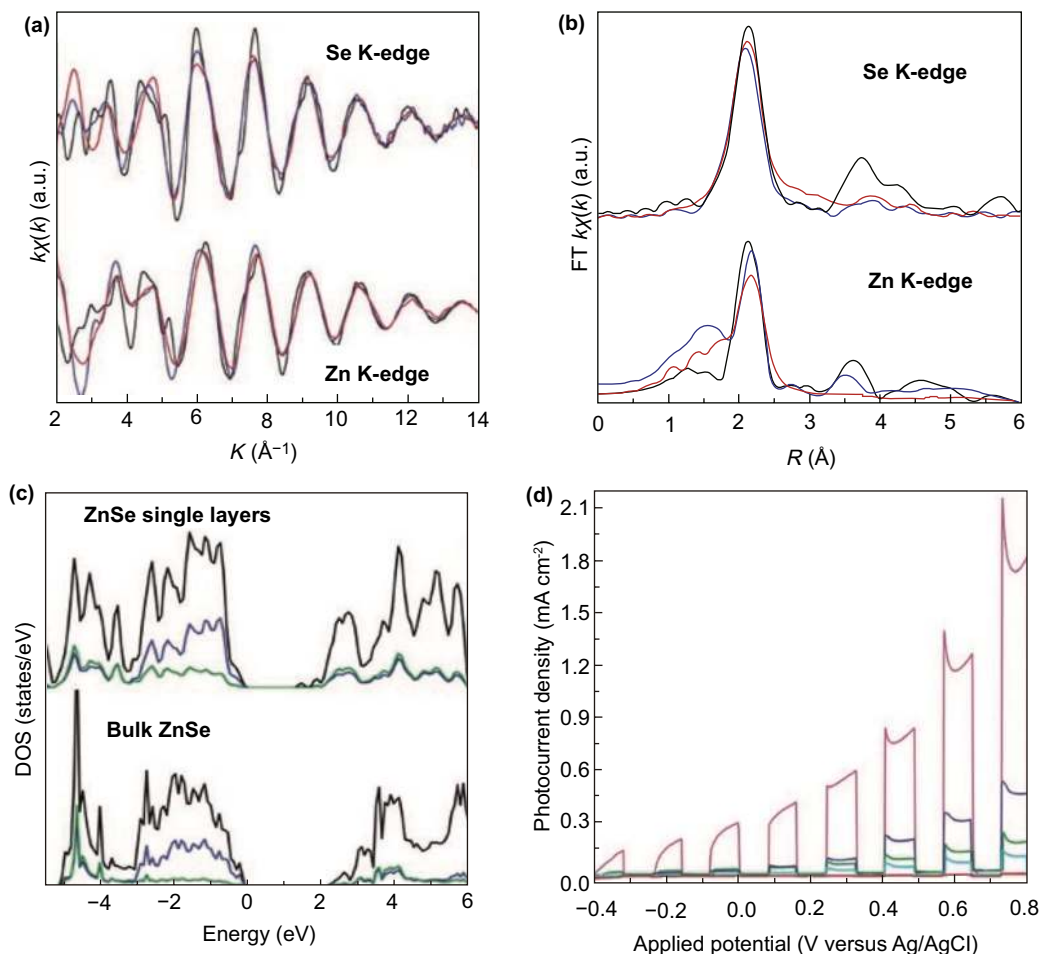 (a)
Se K-edge
Zn K-edge
kχ(k) (a.u.)
2 4 6 8 10 12 14
K (Å−1)
(b)
Se K-edge
Zn K-edge
FT kχ(k) (a.u.)
0 1 2 3 4 5 6
R (Å)
(c)
ZnSe single layers
Bulk ZnSe
DOS (states/eV)
−4 −2 0 2 4 6
Energy (eV)
(d)
Photocurrent density (mA cm−2)
2.1
1.8
1.5
1.2
0.9
0.6
0.3
0.0
−0.4 −0.2 0.0 0.2 0.4 0.6 0.8
Applied potential (V versus Ag/AgCl)